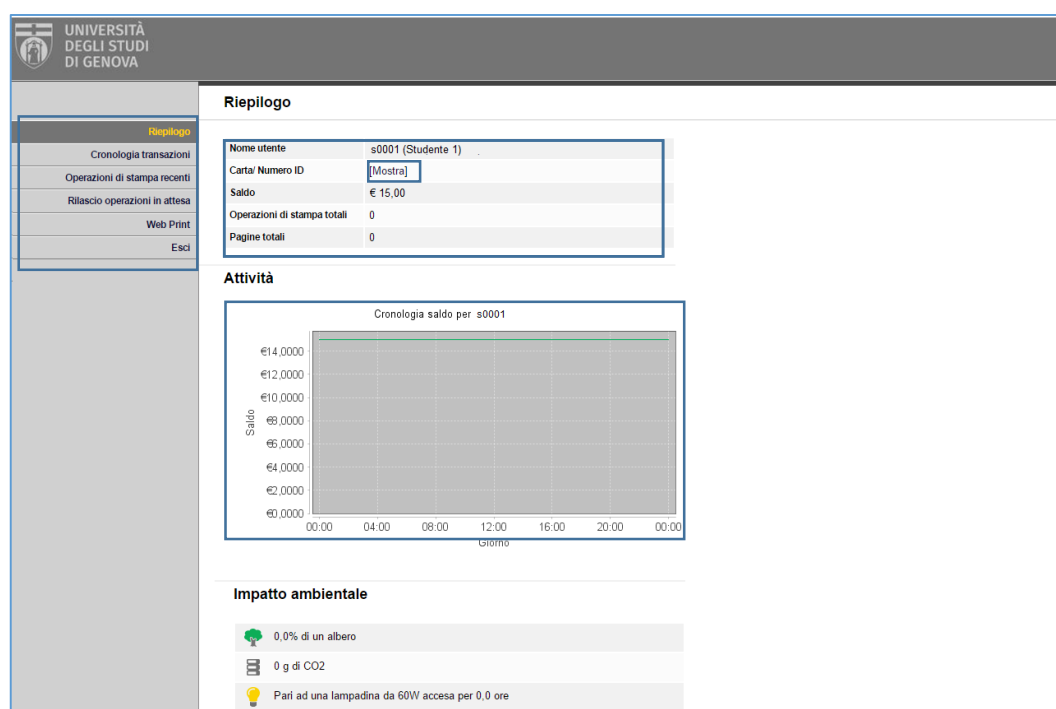 UNIVERSITÀ
DEGLI STUDI
DI GENOVA
Riepilogo
Cronologia transazioni
Operazioni di stampa recenti
Rilascio operazioni in attesa
Web Print
Esci
Riepilogo
Nome utente s0001 (Studente 1)
Carta/ Numero ID [Mostra]
Saldo € 15,00
Operazioni di stampa totali 0
Pagine totali 0
Attività
Cronologia saldo per s0001
€14,0000
€12,0000
€10,0000
€8,0000
€6,0000
€4,0000
€2,0000
€0,0000
Saldo
00:00 04:00 08:00 12:00 16:00 20:00 00:00
Giorno
Impatto ambientale
0,0% di un albero
0 g di CO2
Pari ad una lampadina da 60W accesa per 0,0 ore